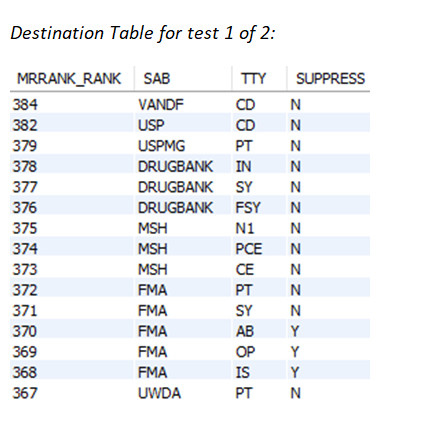 Destination Table for test 1 of 2:
MRRANK_RANK SAB TTY SUPPRESS
384 VANDF CD N
382 USP CD N
379 USPMG PT N
378 DRUGBANK IN N
377 DRUGBANK SY N
376 DRUGBANK FSY N
375 MSH N1 N
374 MSH PCE N
373 MSH CE N
372 FMA PT N
371 FMA SY N
370 FMA AB Y
369 FMA OP Y
368 FMA IS Y
367 UWDA PT N